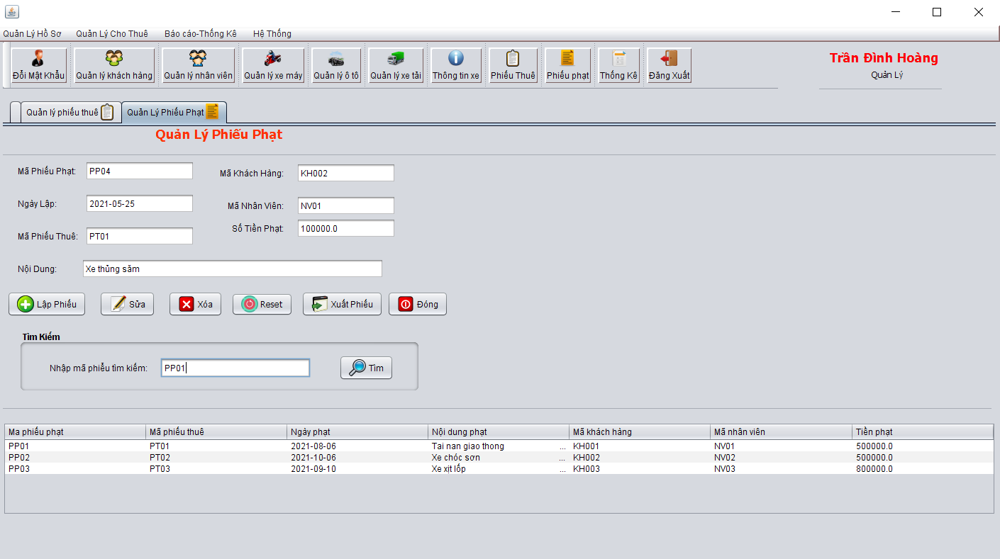 Quản Lý Hồ Sơ Quản Lý Cho Thuê Báo cáo-Thống Kê Hệ Thống
Đổi Mật Khẩu Quản lý khách hàng Quản lý nhân viên Quản lý xe máy Quản lý ô tô Quản lý xe tải Thông tin xe Phiếu Thuê Phiếu phạt Thống Kê Đăng Xuất
Trần Đình Hoàng
Quản Lý
Quản lý phiếu thuê Quản Lý Phiếu Phạt
Quản Lý Phiếu Phạt
Mã Phiếu Phạt: PP04 Mã Khách Hàng: KH002
Ngày Lập: 2021-05-25 Mã Nhân Viên: NV01
Số Tiền Phạt: 100000.0
Mã Phiếu Thuê: PT01
Nội Dung: Xe thủng săm
Lập Phiếu Sửa Xóa Reset Xuất Phiếu Đóng
Tìm Kiếm
Nhập mã phiếu tìm kiếm: PP01 Tìm
Ma phiếu phạt Mã phiếu thuê Ngày phạt Nội dung phạt Mã khách hàng Mã nhân viên Tiền phạt
PP01 PT01 2021-08-06 Tai nan giao thong ... KH001 NV01 500000.0
PP02 PT02 2021-10-06 Xe chóc sơn ... KH002 NV02 500000.0
PP03 PT03 2021-09-10 Xe xịt lốp ... KH003 NV03 800000.0